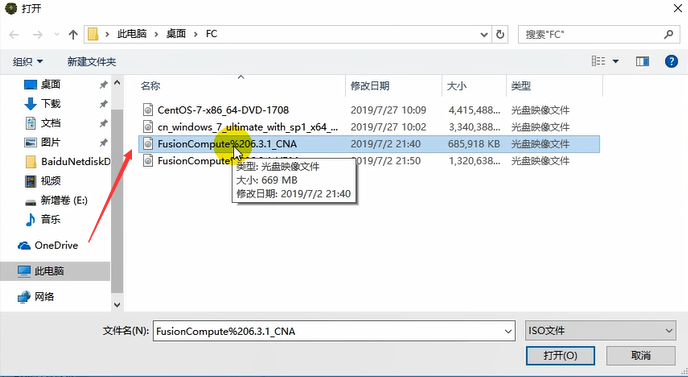 打开
此电脑 › 桌面 › FC
搜索"FC"
组织
新建文件夹
名称 修改日期 大小 类型
桌面
下载
文档
图片
BaiduNetdiskD
视频
新增卷 (E:)
音乐
OneDrive
此电脑
网络
CentOS-7-x86_64-DVD-1708 2019/7/27 10:09 4,415,488... 光盘映像文件
cn_windows_7_ultimate_with_sp1_x64_... 2019/7/27 10:02 3,340,388... 光盘映像文件
FusionCompute%206.3.1_CNA 2019/7/2 21:40 685,918 KB 光盘映像文件
2019/7/2 21:50 1,320,638... 光盘映像文件
类型: 光盘映像文件
大小: 669 MB
修改日期: 2019/7/2 21:40
文件名(N): FusionCompute%206.3.1_CNA
ISO文件
打开(O)
取消